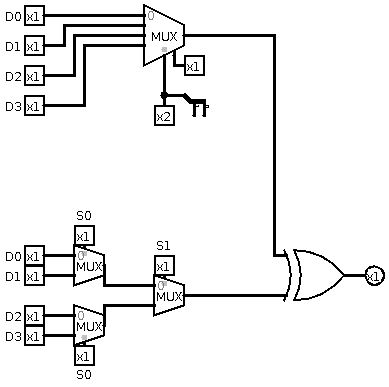 D0 x1 0
D1 x1 MUX
D2 x1 x1
D3 x1 x2
S0
x1
D0 x1 0 S1
D1 x1 MUX x1
0 x1
D2 x1 0 MUX
D3 x1 MUX
x1
S0